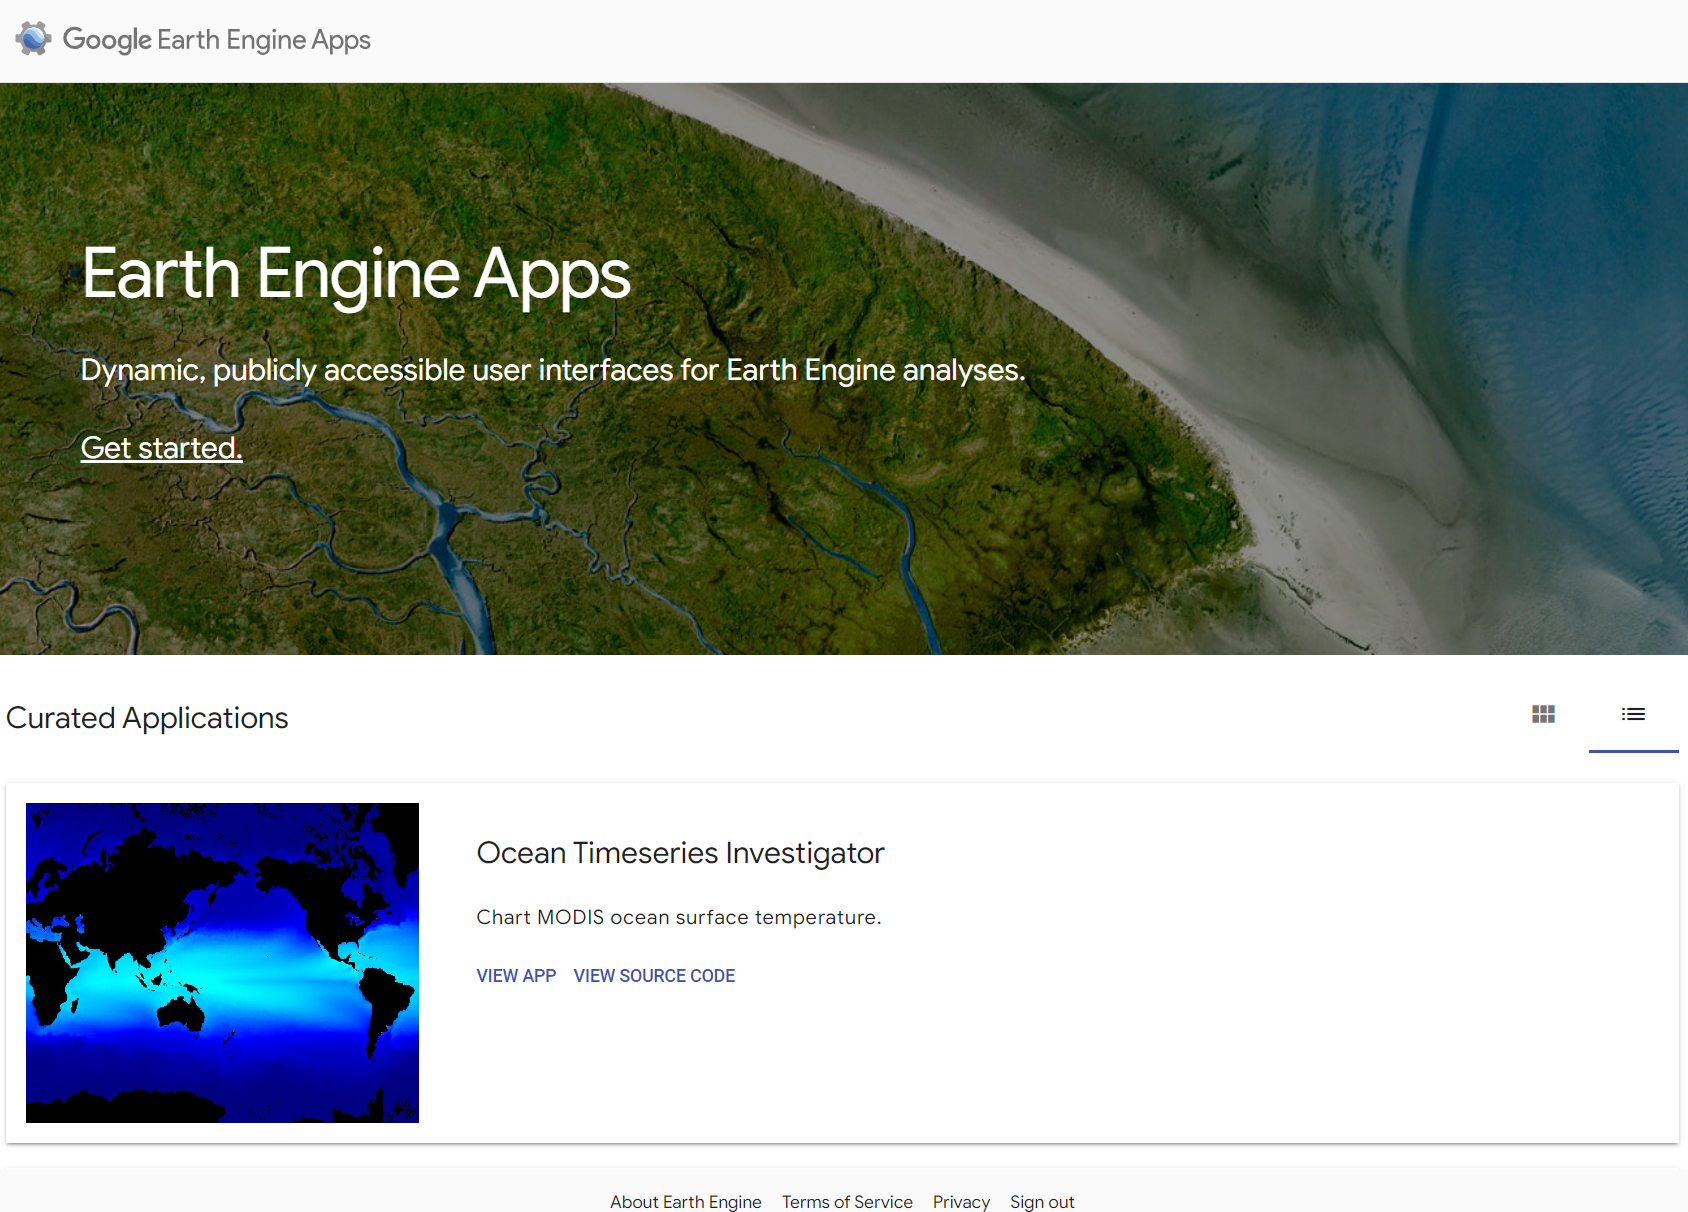 Google Earth Engine Apps
Earth Engine Apps
Dynamic, publicly accessible user interfaces for Earth Engine analyses.
Get started.
Curated Applications
Ocean Timeseries Investigator
Chart MODIS ocean surface temperature.
VIEW APP VIEW SOURCE CODE
About Earth Engine Terms of Service Privacy Sign out